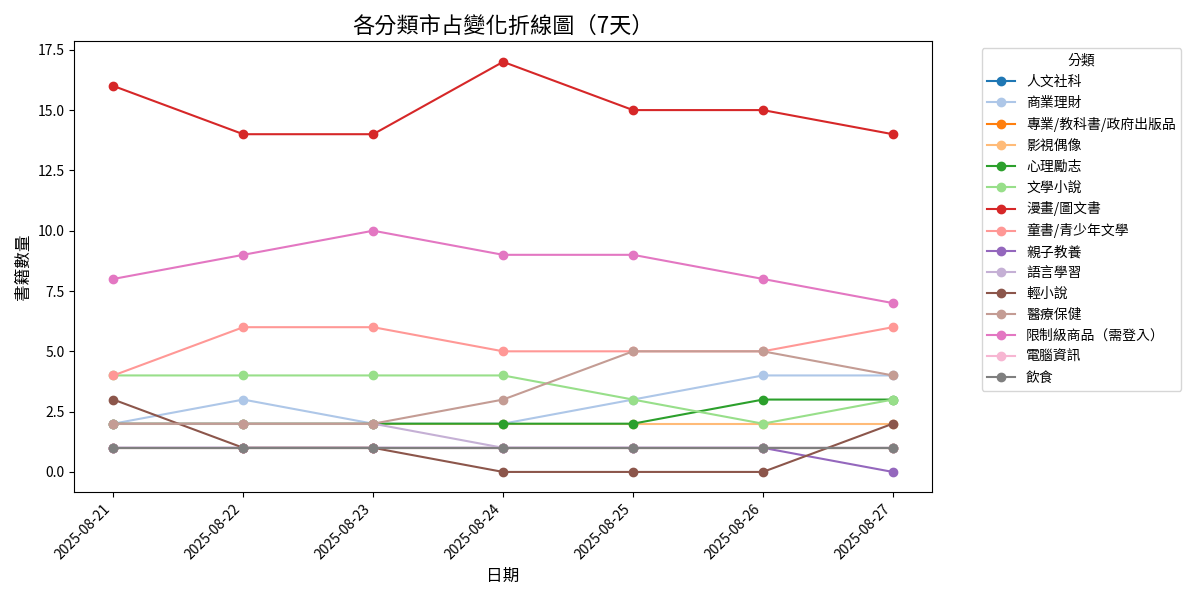 各分類市占變化折線圖（7天）
17.5
15.0
12.5
10.0
7.5
5.0
2.5
0.0
書籍數量
2025-08-21
2025-08-22
2025-08-23
2025-08-24
2025-08-25
2025-08-26
2025-08-27
日期
分類
人文社科
商業理財
專業/教科書/政府出版品
影視偶像
心理勵志
文學小說
漫畫/圖文書
童書/青少年文學
親子教養
語言學習
輕小說
醫療保健
限制級商品（需登入）
電腦資訊
飲食